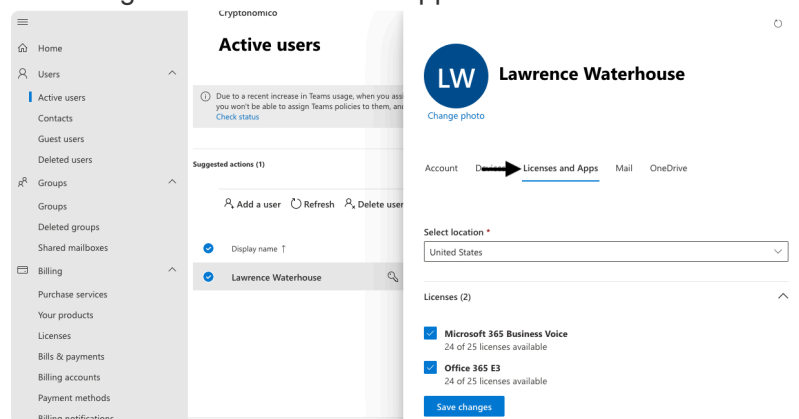 Cryptonomico
Home
Users
Active users
Contacts
Guest users
Deleted users
Groups
Groups
Deleted groups
Shared mailboxes
Billing
Purchase services
Your products
Licenses
Bills & payments
Billing accounts
Payment methods
Billing notifications
Active users
Due to a recent increase in Teams usage, when you assi
you won't be able to assign Teams policies to them, an
Check status
Suggested actions (1)
Add a user Refresh Delete user
Display name ↑
Lawrence Waterhouse
LW
Lawrence Waterhouse
Change photo
Account Devices Licenses and Apps Mail OneDrive
Select location *
United States
Licenses (2)
Microsoft 365 Business Voice
24 of 25 licenses available
Office 365 E3
24 of 25 licenses available
Save changes